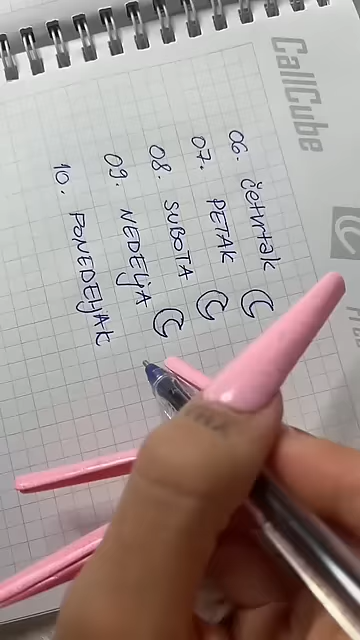 CallCube
06. četvrtak
07. PETAK
08. SUBOTA
09. NEDELjA
10. PONEDELjAK